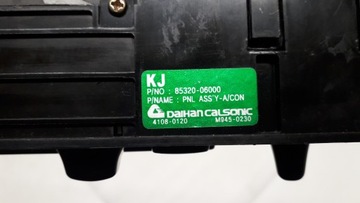 KJ
P/NO : 85320-06000
P/NAME : PNL ASS'Y-A/CON
DAIHAN CALSONIC
4108-0120 M945-0230